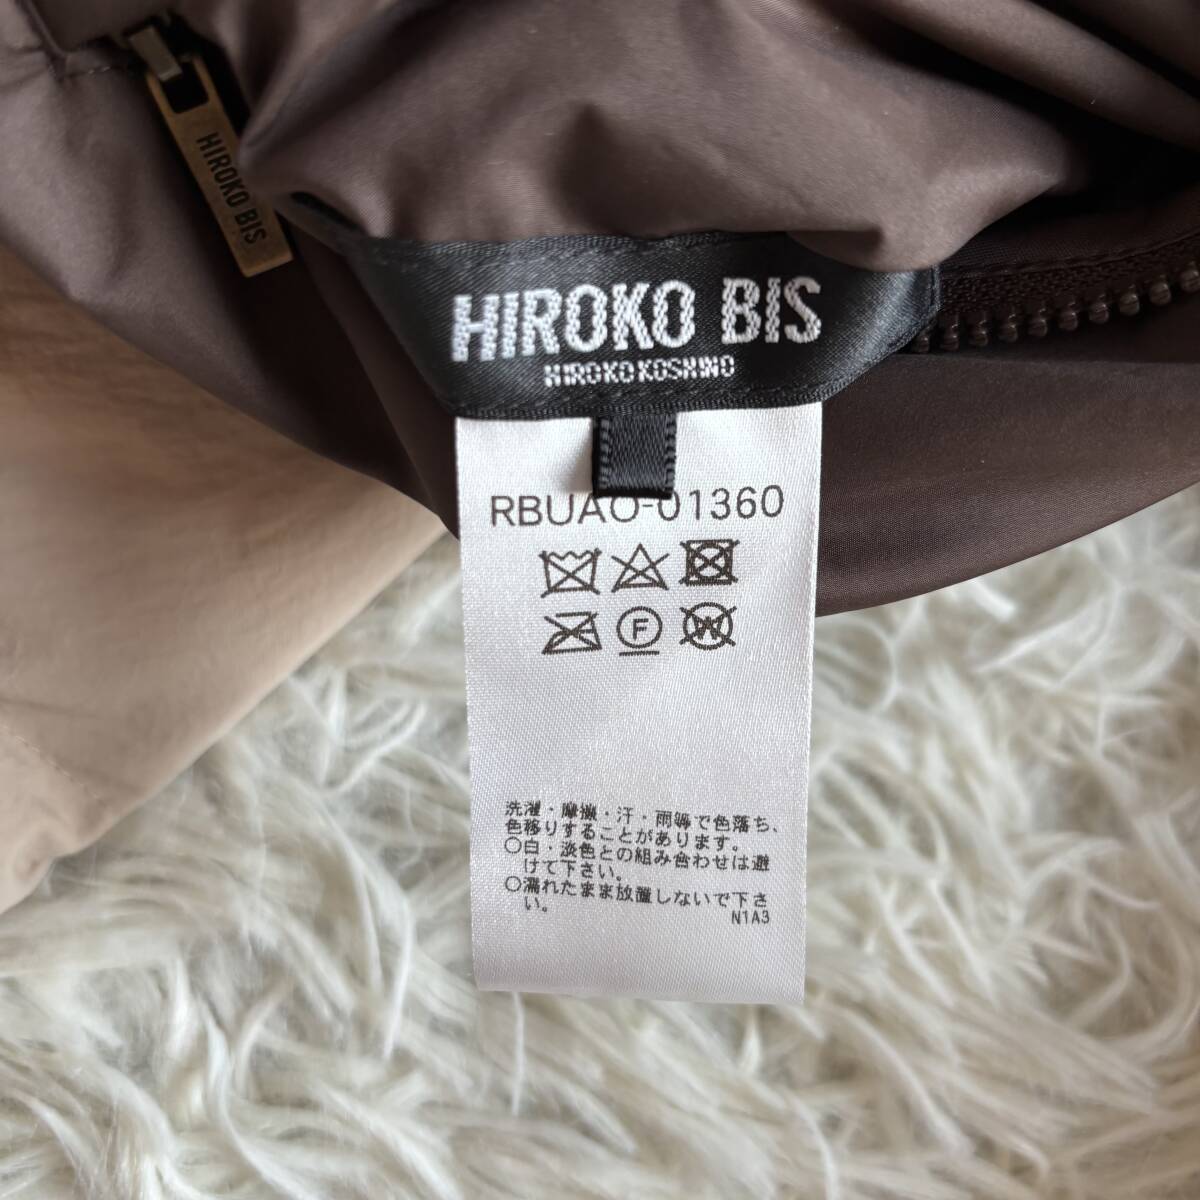 HIROKO BIS
HIROKO BIS
HIROKO KOSHINO
RBUAO-01360
F
W
洗濯・摩擦・汗・雨等で色落ち、
色移りすることがあります。
○白・淡色との組み合わせは避
けて下さい。
○濡れたまま放置しないで下さ
い。
N1A3